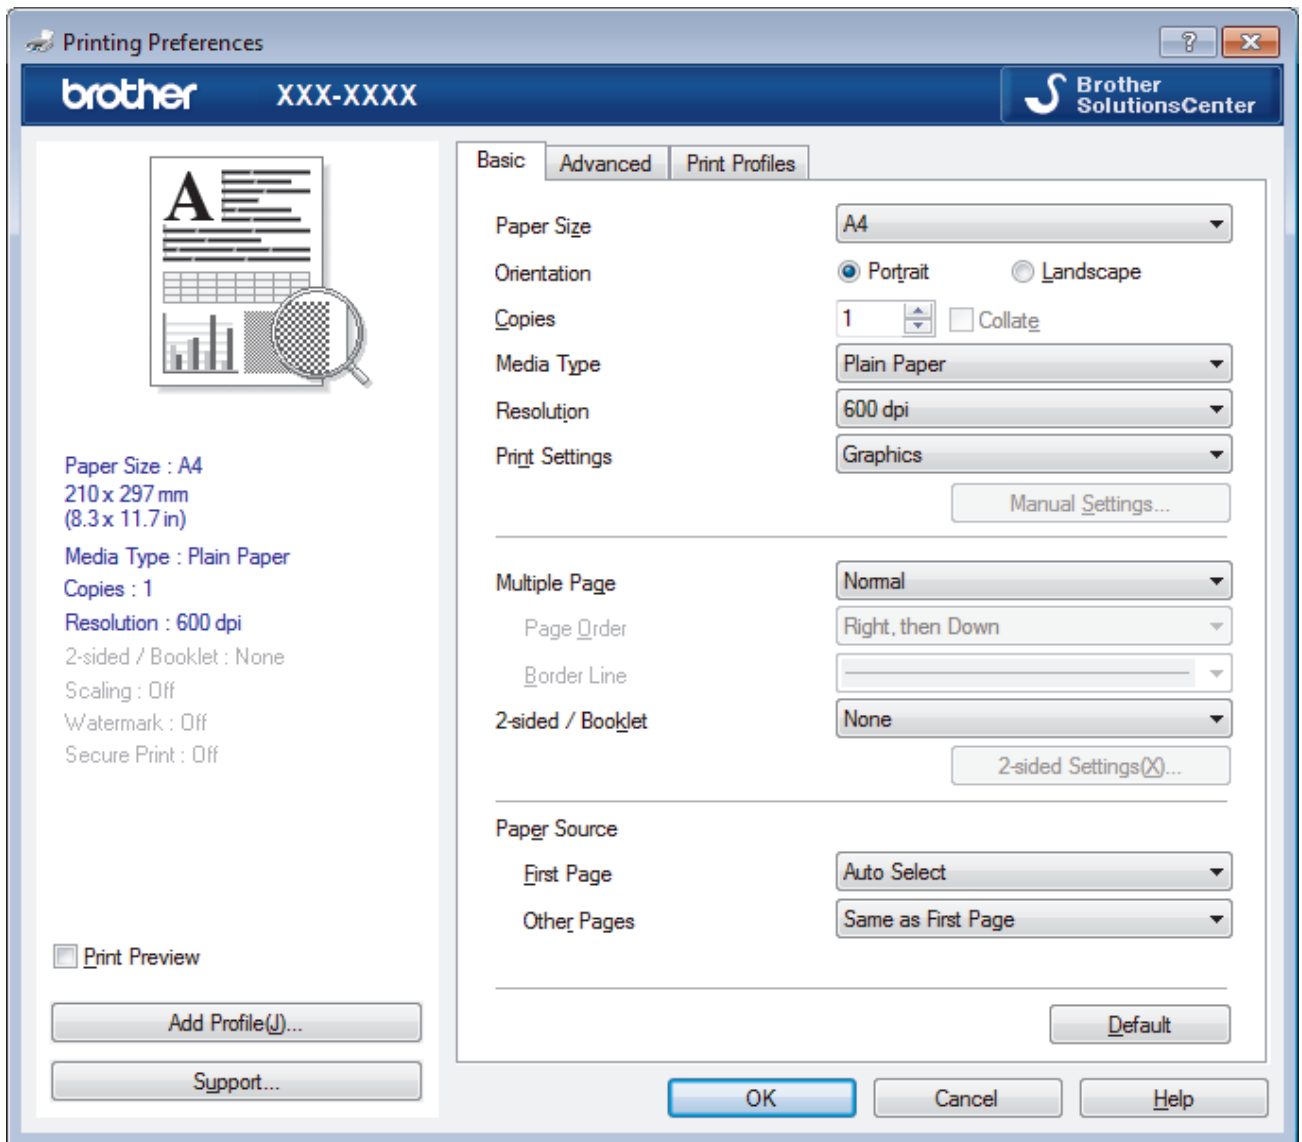 Printing Preferences
brother XXX-XXXX
Brother
SolutionsCenter
A
Paper Size : A4
210 x 297 mm
(8.3 x 11.7 in)
Media Type : Plain Paper
Copies : 1
Resolution : 600 dpi
2-sided / Booklet : None
Scaling : Off
Watermark : Off
Secure Print : Off
Print Preview
Add Profile(J)...
Support...
Basic Advanced Print Profiles
Paper Size A4
Orientation Portrait Landscape
Copies 1 Collate
Media Type Plain Paper
Resolution 600 dpi
Print Settings Graphics
Manual Settings...
Multiple Page Normal
Page Order Right, then Down
Border Line
2-sided / Booklet None
2-sided Settings(X)...
Paper Source
First Page Auto Select
Other Pages Same as First Page
Default
OK Cancel Help